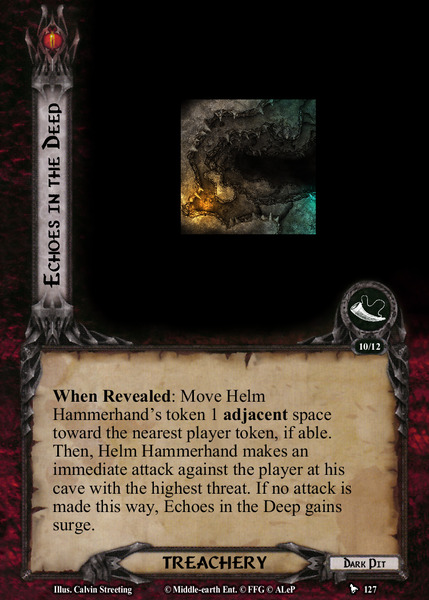 Echoes in the Deep
10/12
When Revealed: Move Helm
Hammerhand's token 1 adjacent space
toward the nearest player token, if able.
Then, Helm Hammerhand makes an
immediate attack against the player at his
cave with the highest threat. If no attack is
made this way, Echoes in the Deep gains
surge.
TREACHERY
Dark Pit
Illus. Calvin Streeting
© Middle-earth Ent. © FFG © ALeP
127